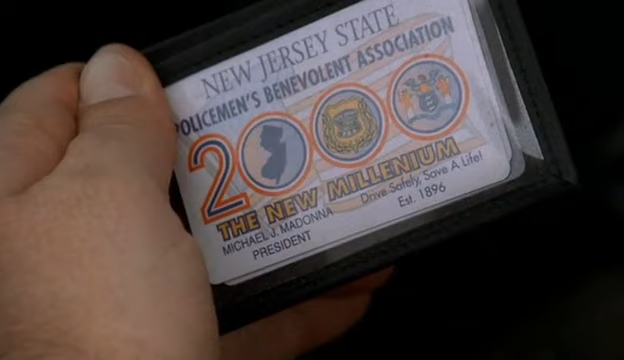 NEW JERSEY STATE
POLICEMEN'S BENEVOLENT ASSOCIATION
2000
THE NEW MILLENIUM
MICHAEL J. MADONNA
PRESIDENT
Drive Safely, Save A Life!
Est. 1896